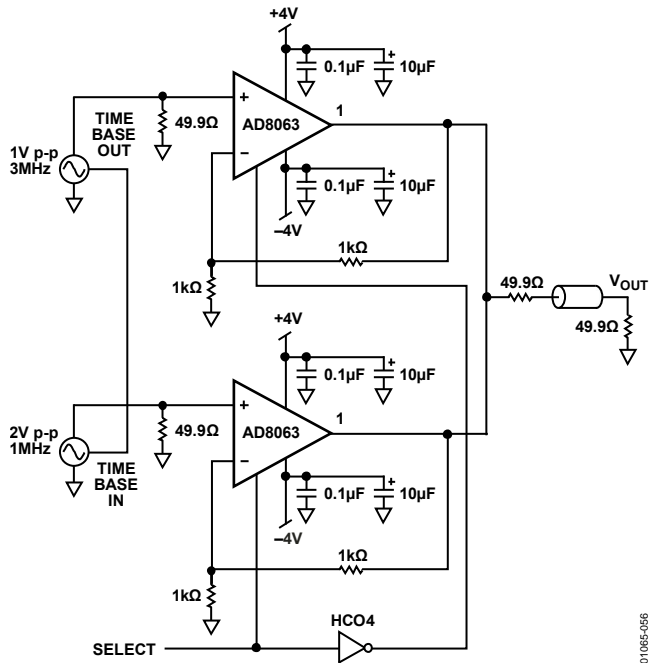 +4V
0.1µF
10µF
+
TIME
BASE
OUT
49.9Ω
+
AD8063
1
−
1V p-p
3MHz
0.1µF
10µF
+
−4V
1kΩ
1kΩ
49.9Ω
VOUT
49.9Ω
+4V
0.1µF
10µF
+
2V p-p
1MHz
49.9Ω
+
AD8063
1
−
TIME
BASE
IN
0.1µF
10µF
+
−4V
1kΩ
1kΩ
HCO4
SELECT
01065-056